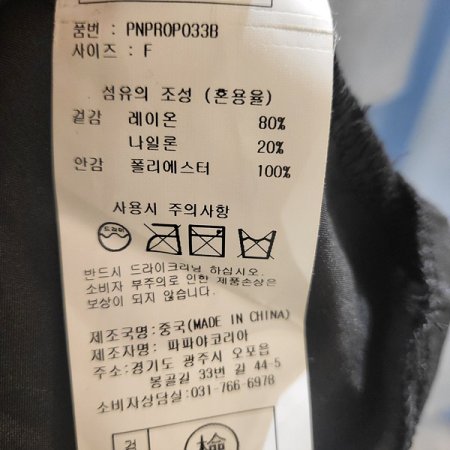 품번: PNPROP033B
사이즈: F
섬유의 조성 (혼용율)
겉감 레이온 80%
나일론 20%
안감 폴리에스터 100%
사용시 주의사항
드라이
반드시 드라이크리닝 하십시오.
소비자 부주의로 인한 제품손상은
보상이 되지 않습니다.
제조국명:중국(MADE IN CHINA)
제조자명: 파파야코리아
주소:경기도 광주시 오포읍
봉골길 33번 길 44-5
소비자상담실:031-766-6978
검 檢